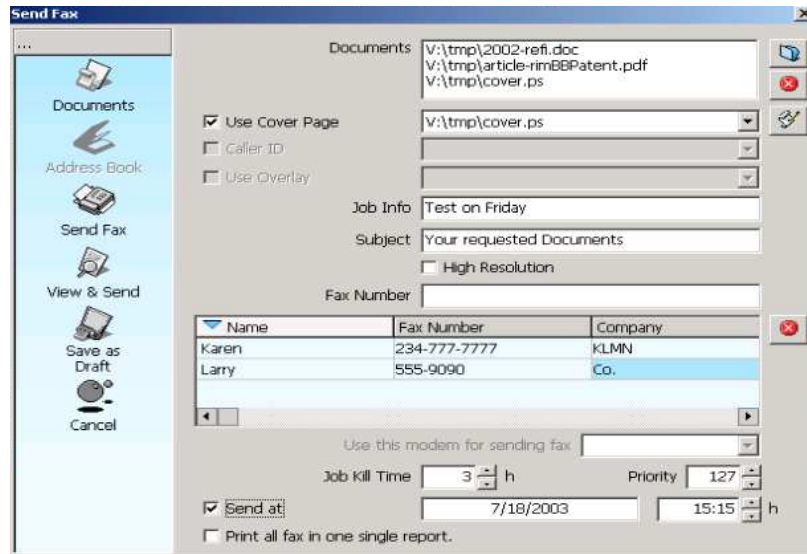 Send Fax
...
Documents
Address Book
Send Fax
View & Send
Save as
Draft
Cancel
Documents
V:\tmp\2002-refi.doc
V:\tmp\article-rimBBPatent.pdf
V:\tmp\cover.ps
Use Cover Page V:\tmp\cover.ps
Caller ID
Use Overlay
Job Info Test on Friday
Subject Your requested Documents
High Resolution
Fax Number
Name Fax Number Company
Karen 234-777-7777 KLMN
Larry 555-9090 Co.
Use this modem for sending fax
Job Kill Time 3 h Priority 127
Send at 7/18/2003 15:15 h
Print all fax in one single report.